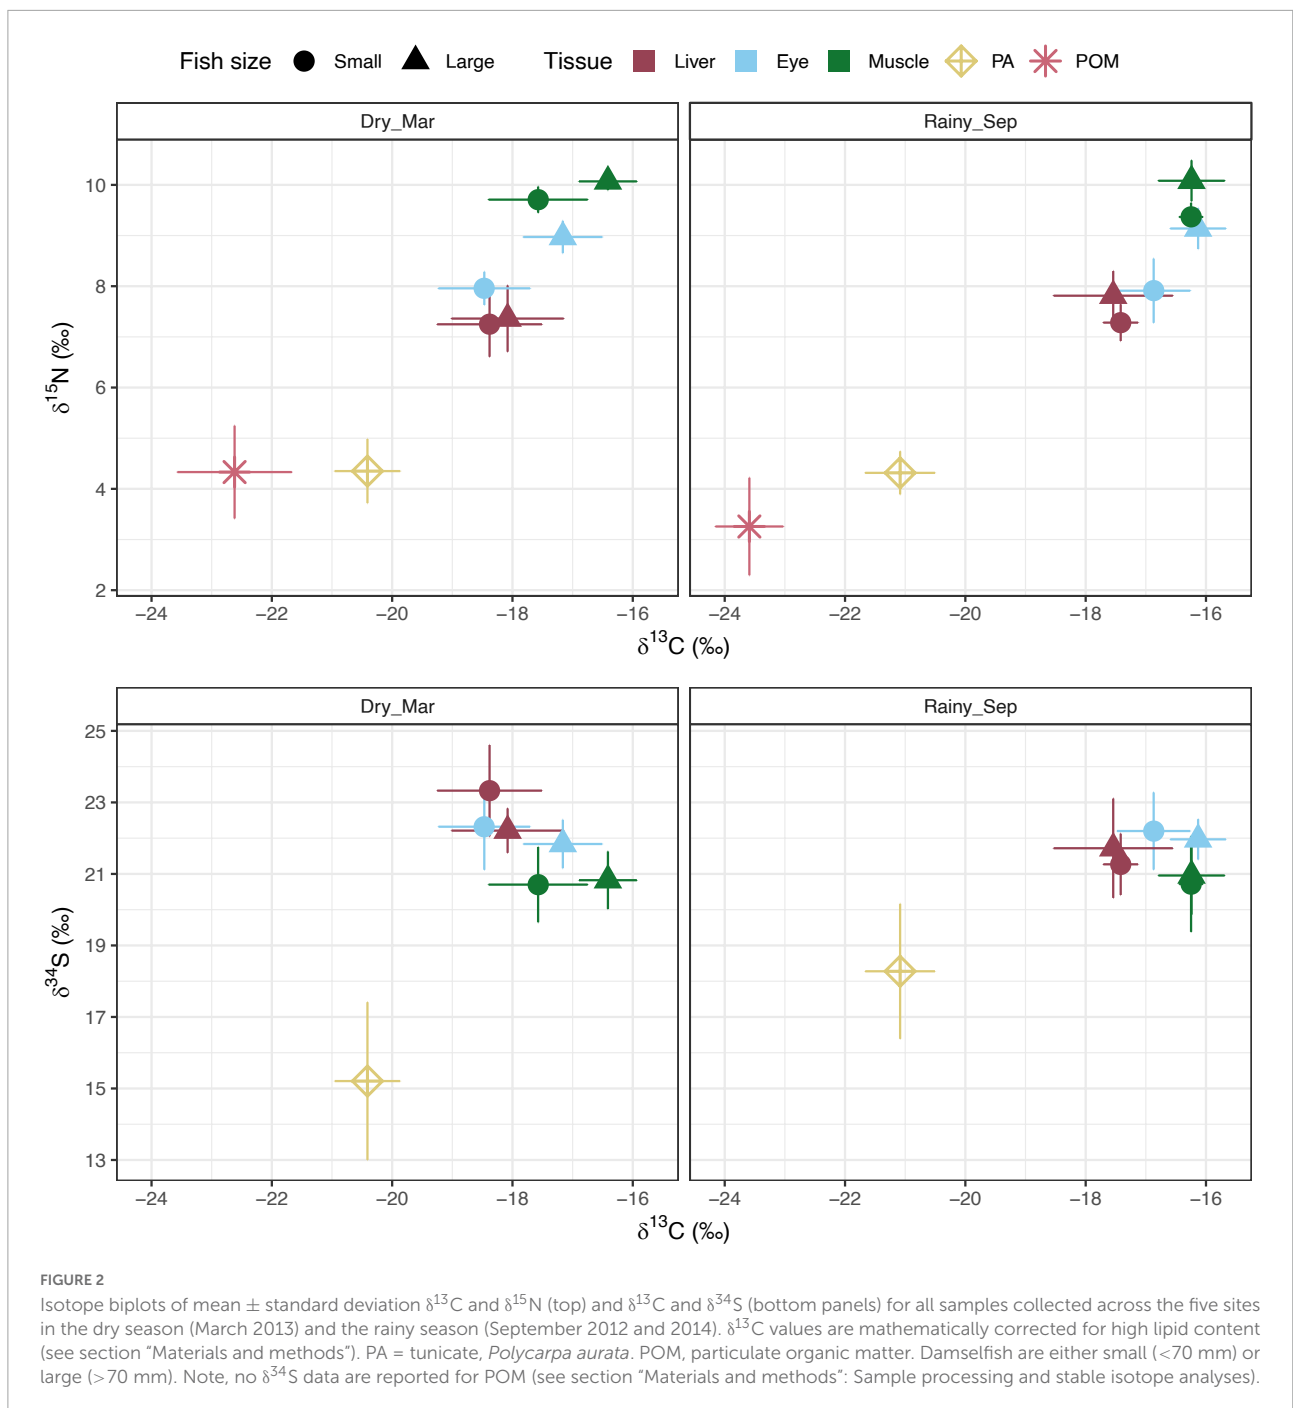 Fish size Small Large Tissue Liver Eye Muscle PA POM
Dry_Mar Rainy_Sep
10
8
6
4
2
δ15N (‰)
−24 −22 −20 −18 −16 −24 −22 −20 −18 −16
δ13C (‰)
Dry_Mar Rainy_Sep
25
23
21
19
17
15
13
δ34S (‰)
−24 −22 −20 −18 −16 −24 −22 −20 −18 −16
δ13C (‰)
FIGURE 2
Isotope biplots of mean ± standard deviation δ13C and δ15N (top) and δ13C and δ34S (bottom panels) for all samples collected across the five sites
in the dry season (March 2013) and the rainy season (September 2012 and 2014). δ13C values are mathematically corrected for high lipid content
(see section “Materials and methods”). PA = tunicate, Polycarpa aurata. POM, particulate organic matter. Damselfish are either small (<70 mm) or
large (>70 mm). Note, no δ34S data are reported for POM (see section “Materials and methods”: Sample processing and stable isotope analyses).